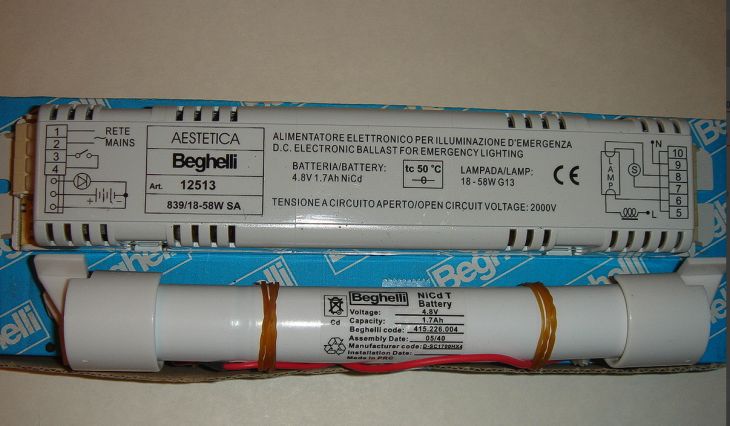 1
2
3
4
RETE
MAINS
AESTETICA
Beghelli
Art. 12513
839/18-58W SA
ALIMENTATORE ELETTRONICO PER ILLUMINAZIONE D'EMERGENZA
D.C. ELECTRONIC BALLAST FOR EMERGENCY LIGHTING
BATTERIA/BATTERY:
4.8V 1.7Ah NiCd
tc 50 °C
LAMPADA/LAMP:
18 - 58W G13
CE
TENSIONE A CIRCUITO APERTO/OPEN CIRCUIT VOLTAGE: 2000V
LAMP
S
N
L
10
9
8
7
6
5
Beghelli
Beghelli
Beghelli
NiCd T
Battery
Cd
Voltage: 4.8V
Capacity: 1.7Ah
Beghelli code: 415.226.004
Assembly Date: 05/40
Manufacturer code: D-SC1700HX4
Installation Date:
Made in PRC